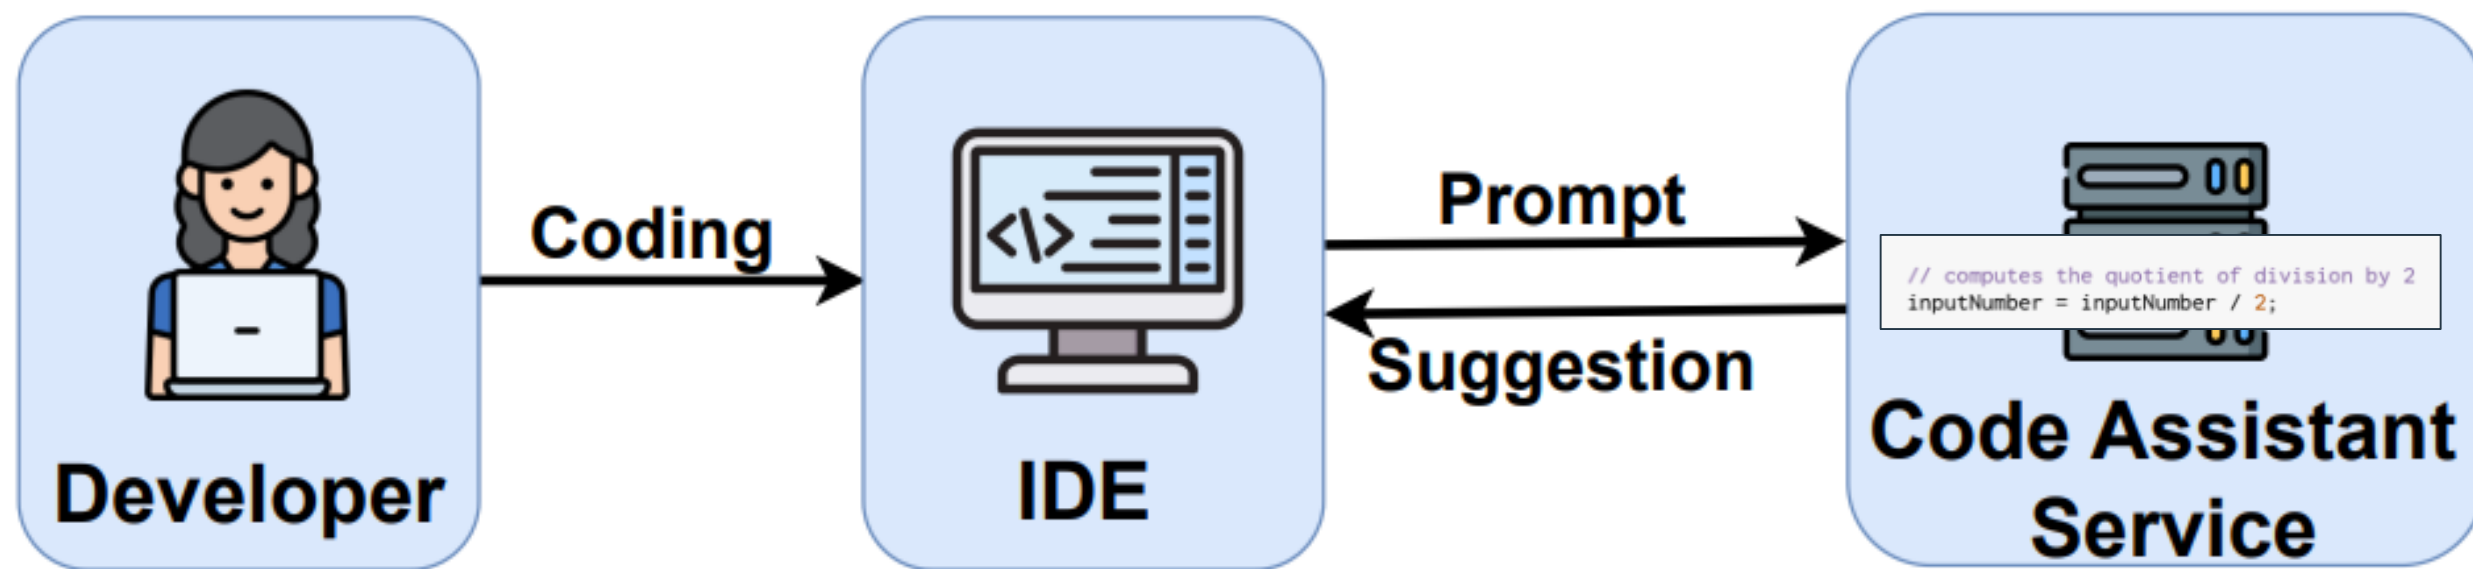 Coding
Prompt
Suggestion
// computes the quotient of division by 2
inputNumber = inputNumber / 2;
Developer
IDE
Code Assistant
Service